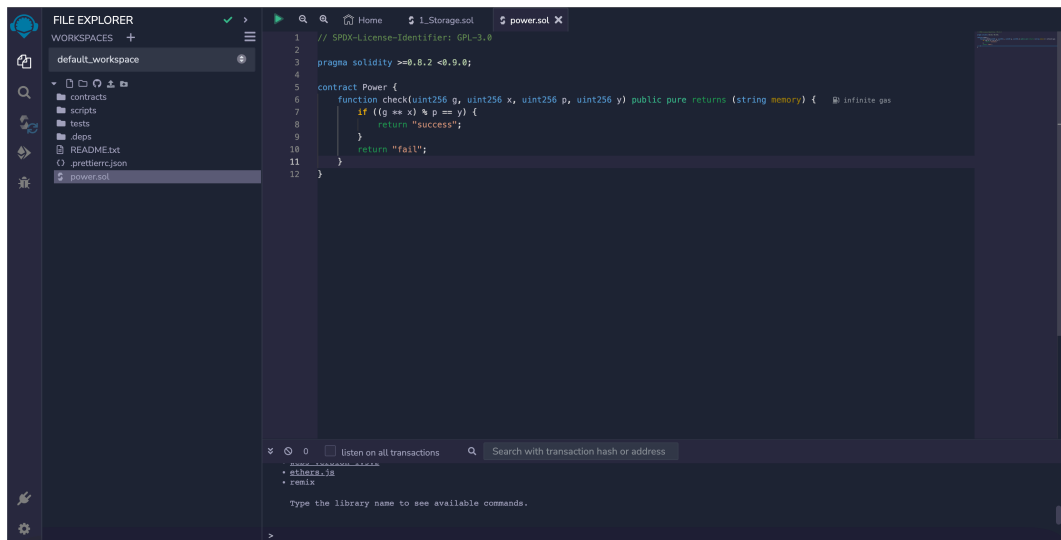 FILE EXPLORER
WORKSPACES +
default_workspace
contracts
scripts
tests
.deps
README.txt
.prettierrc.json
power.sol
Home 1_Storage.sol power.sol
1 // SPDX-License-Identifier: GPL-3.0
2
3 pragma solidity >=0.8.2 <0.9.0;
4
5 contract Power {
6 function check(uint256 g, uint256 x, uint256 p, uint256 y) public pure returns (string memory) { infinite gas
7 if ((g ** x) % p == y) {
8 return "success";
9 }
10 return "fail";
11 }
12 }
0 listen on all transactions Search with transaction hash or address
• ethers.js
• remix
Type the library name to see available commands.
>